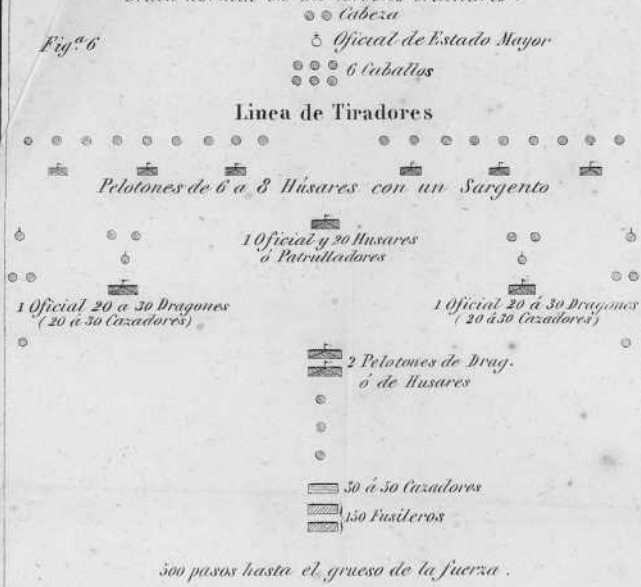 Cabeza
Fig.ª 6
Oficial de Estado Mayor
6 Caballos
Linea de Tiradores
Pelotones de 6 a 8 Húsares con un Sargento
1 Oficial y 20 Husares
ó Patrulladores
1 Oficial 20 a 30 Dragones
(20 á 30 Cazadores)
1 Oficial 20 á 30 Dragones
(20 á 30 Cazadores)
2 Pelotones de Drag.
ó de Husares
30 á 50 Cazadores
150 Fusileros
500 pasos hasta el grueso de la fuerza.